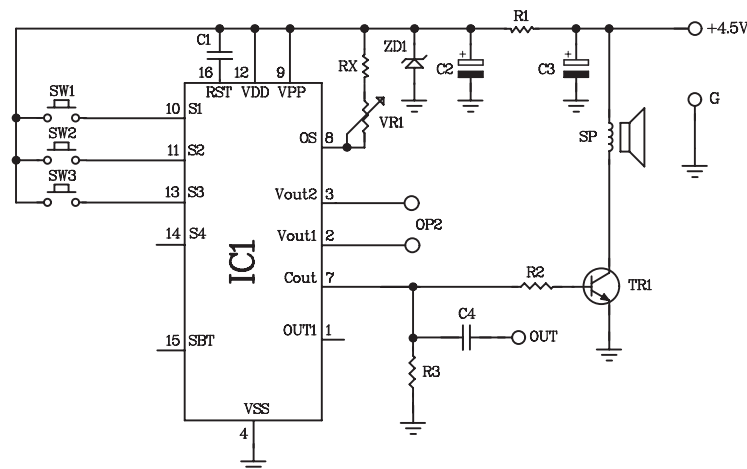 R1
+4.5V
C1
ZD1
+
C2
+
C3
RX
16 12 9
RST VDD VPP
G
SW1
10 S1
VR1
SW2
OS 8
SP
11 S2
SW3
13 S3
Vout2 3
OP2
14 S4
Vout1 2
IC1
Cout 7
R2
TR1
C4
OUT
OUT1 1
15 SBT
R3
VSS
4